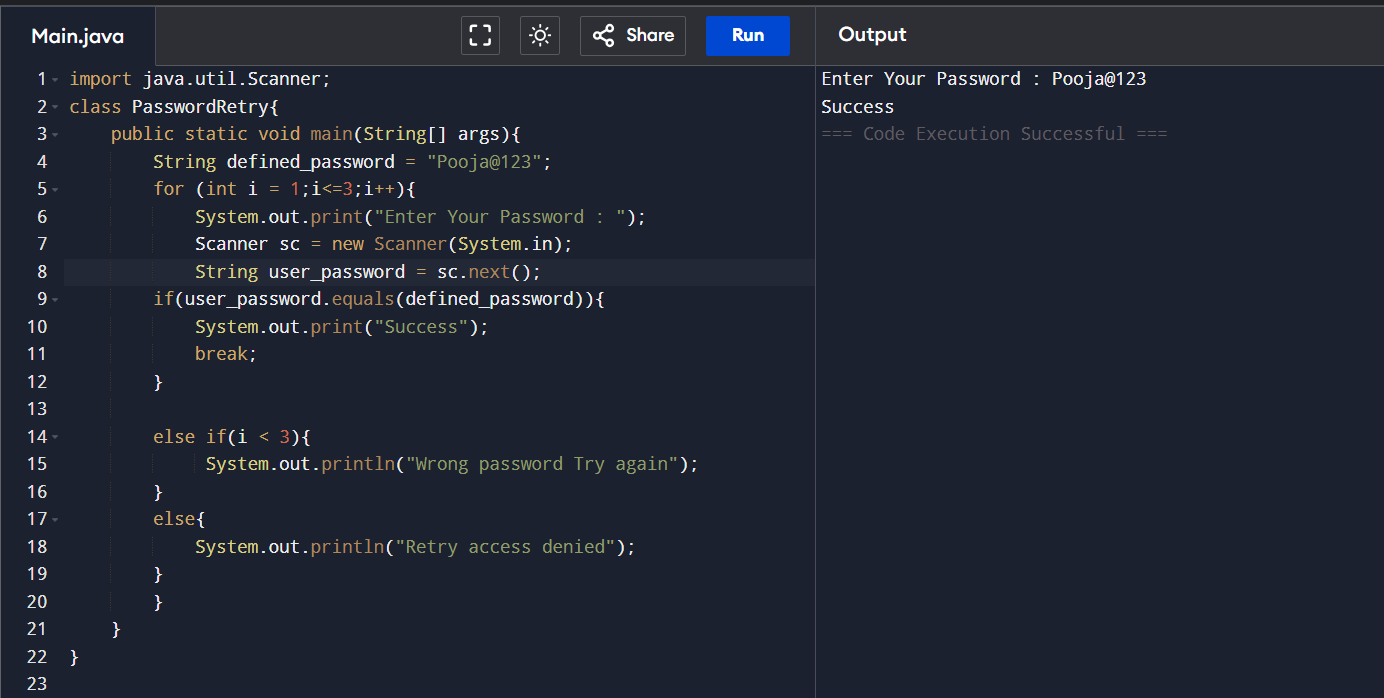 Main.java
Share
Run
Output
1 import java.util.Scanner;
2 class PasswordRetry{
3     public static void main(String[] args){
4         String defined_password = "Pooja@123";
5         for (int i = 1;i<=3;i++){
6             System.out.print("Enter Your Password : ");
7             Scanner sc = new Scanner(System.in);
8             String user_password = sc.next();
9         if(user_password.equals(defined_password)){
10             System.out.print("Success");
11             break;
12         }
13
14         else if(i < 3){
15              System.out.println("Wrong password Try again");
16         }
17         else{
18             System.out.println("Retry access denied");
19         }
20         }
21     }
22 }
23
Enter Your Password : Pooja@123
Success
=== Code Execution Successful ===